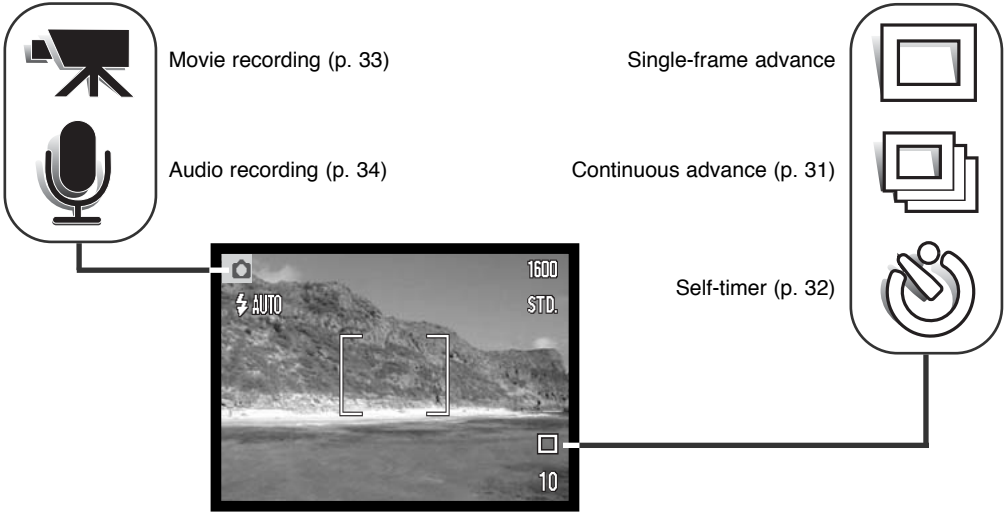 Movie recording (p. 33)
Single-frame advance
Audio recording (p. 34)
Continuous advance (p. 31)
1600
AUTO
STD.
Self-timer (p. 32)
10